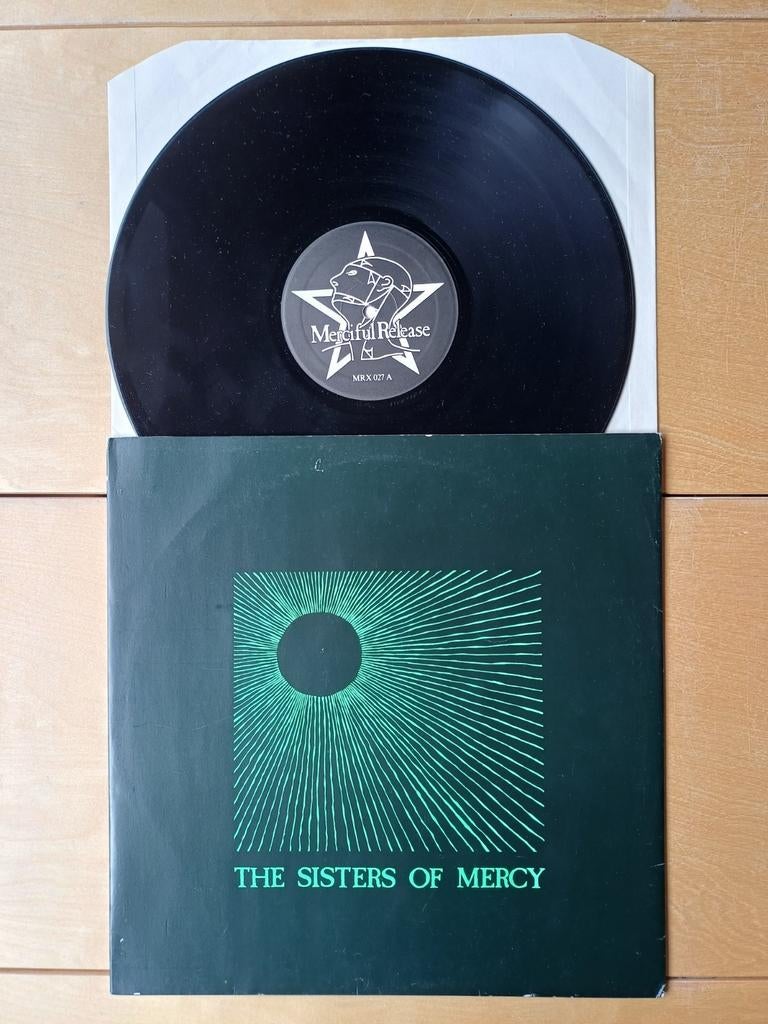 Merciful Release
MRX 027 A
THE SISTERS OF MERCY